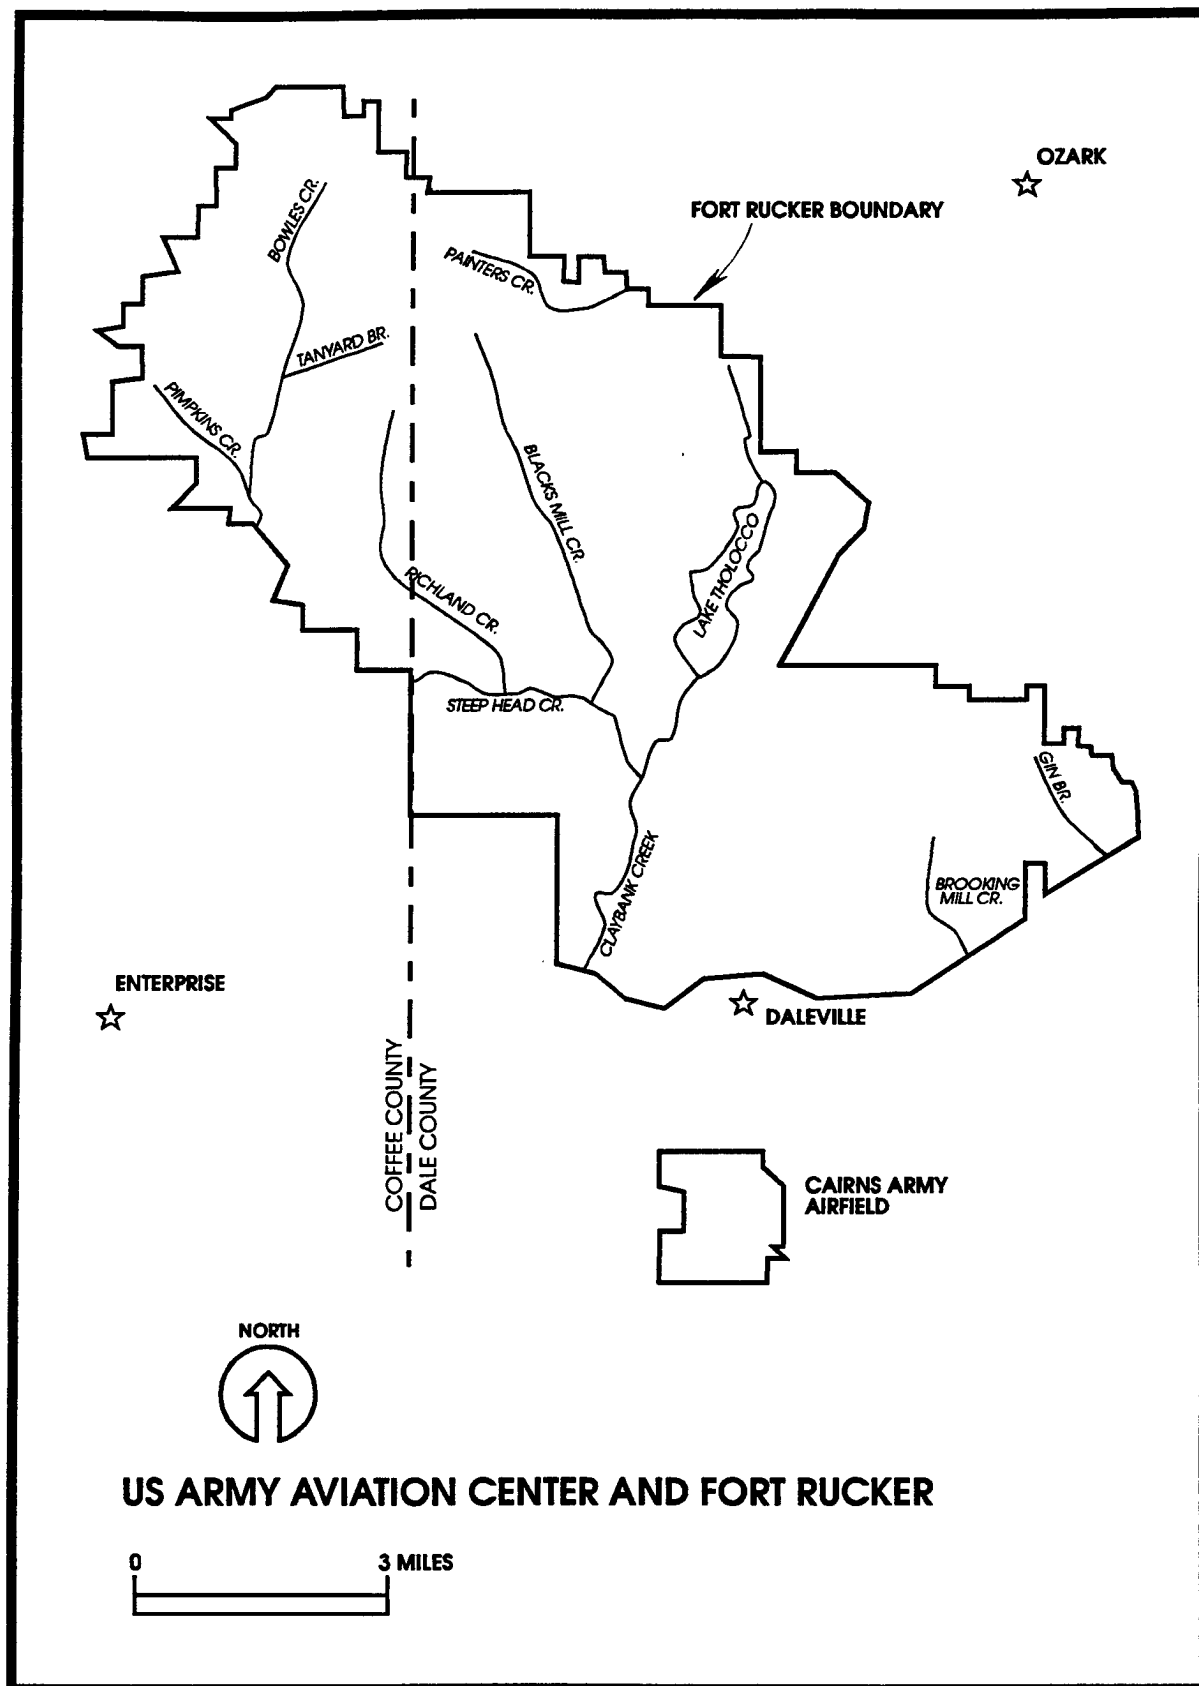 OZARK
FORT RUCKER BOUNDARY
BOWLES CR.
PAINTERS CR.
TANYARD BR.
PIMPKINS CR.
BLACKS MILL CR.
LAKE THOLOCCO
RICHLAND CR.
STEEP HEAD CR.
GIN BR.
CLAYBANK CREEK
BROOKING
MILL CR.
ENTERPRISE
DALEVILLE
COFFEE COUNTY
DALE COUNTY
CAIRNS ARMY
AIRFIELD
NORTH
US ARMY AVIATION CENTER AND FORT RUCKER
0 3 MILES